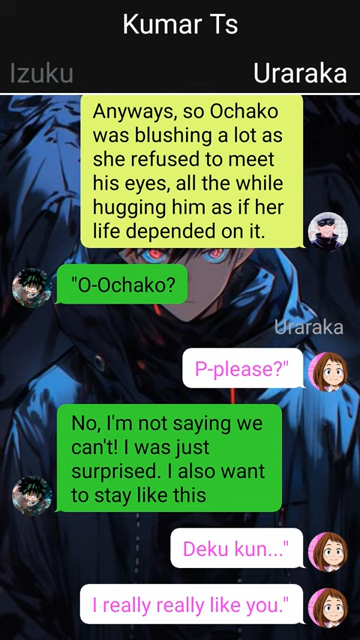 Kumar Ts
Izuku
Uraraka
Anyways, so Ochako
was blushing a lot as
she refused to meet
his eyes, all the while
hugging him as if her
life depended on it.
"O-Ochako?
Uraraka
P-please?"
No, I'm not saying we
can't! I was just
surprised. I also want
to stay like this
Deku kun..."
I really really like you."